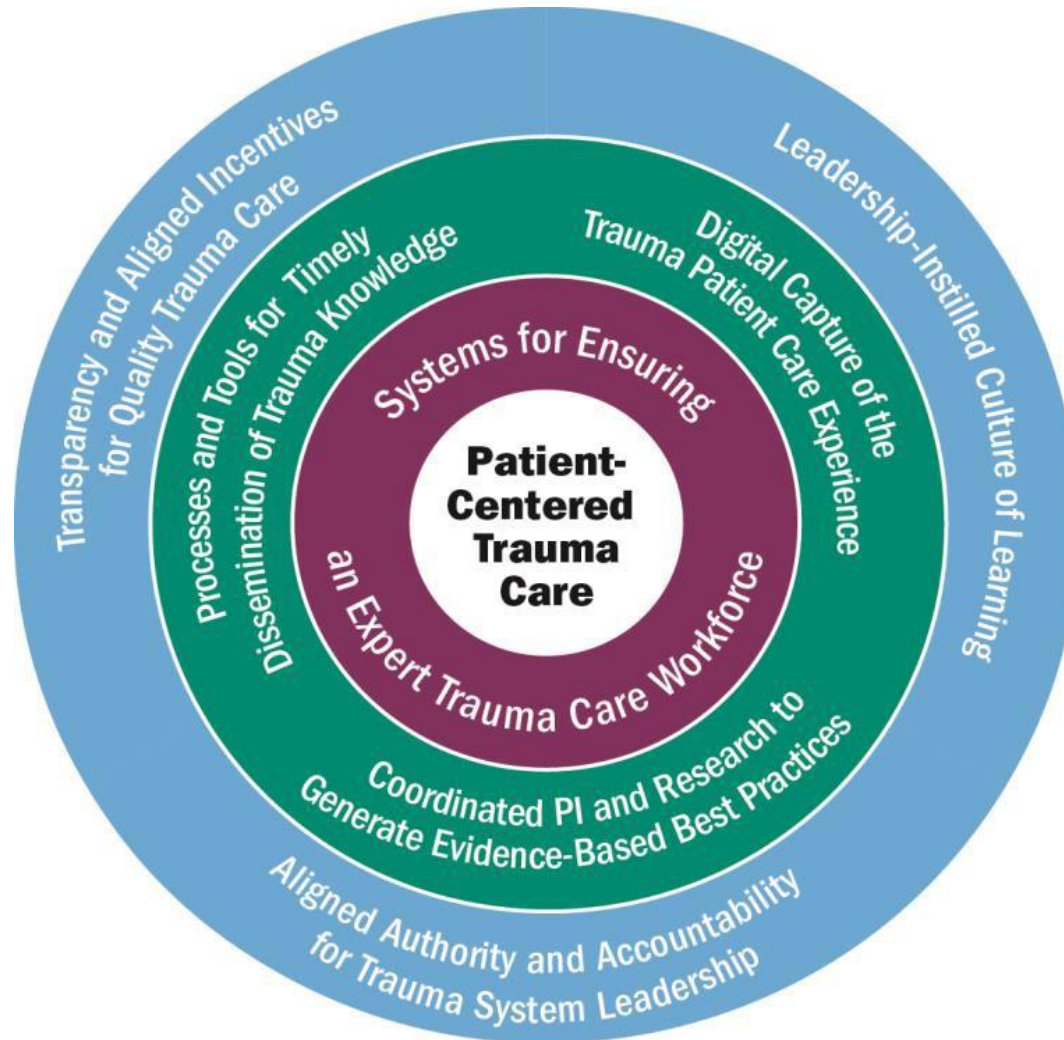 Transparency and Aligned Incentives
for Quality Trauma Care
Leadership-Instilled Culture of Learning
Processes and Tools for Timely
Dissemination of Trauma Knowledge
Digital Capture of the
Trauma Patient Care Experience
Systems for Ensuring
Patient-
Centered
Trauma
Care
an Expert Trauma Care Workforce
Coordinated PI and Research to
Generate Evidence-Based Best Practices
Aligned Authority and Accountability
for Trauma System Leadership